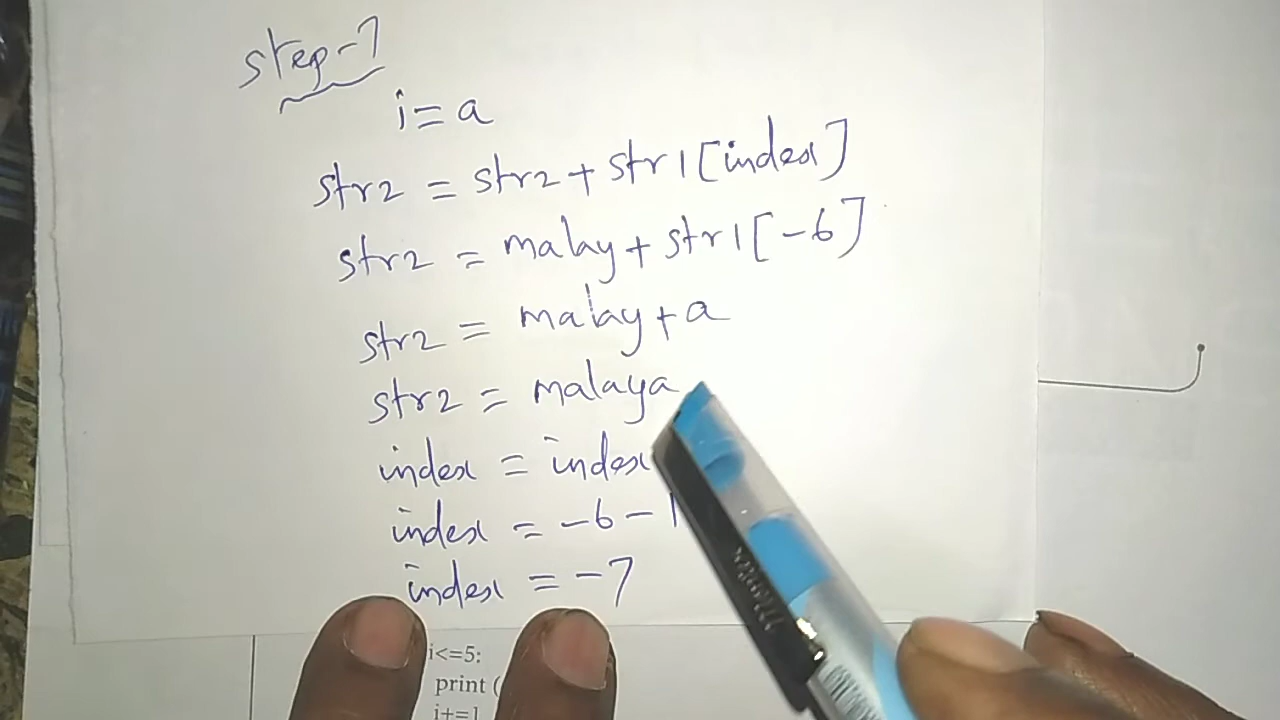 step-7
i = a
str2 = str2 + str1[index]
str2 = malay + str1[-6]
str2 = malay + a
str2 = malaya
index = index
index = -6-1
index = -7
i<=5:
print (
i+=1